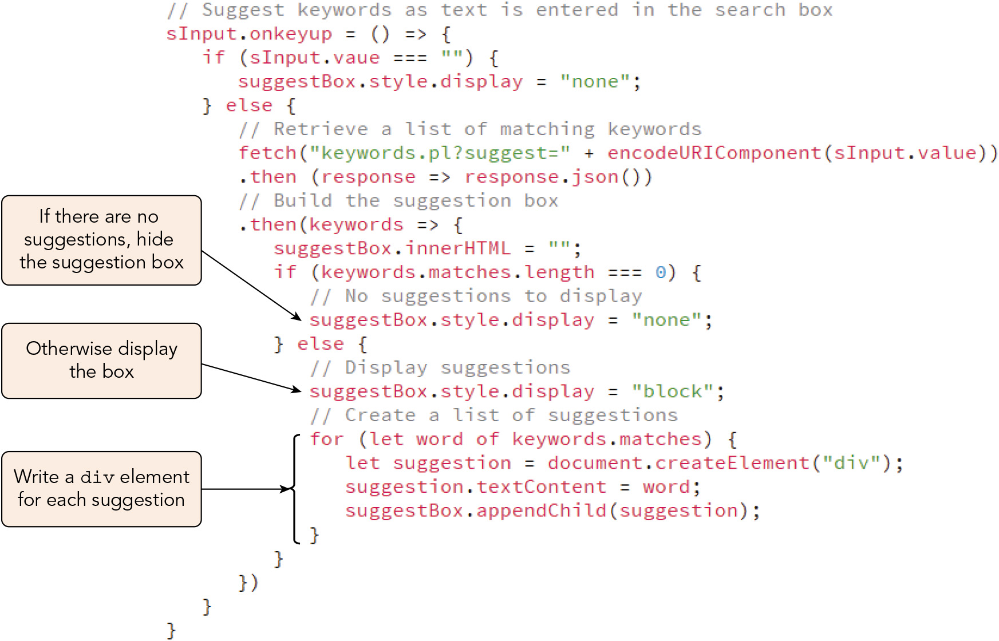 // Suggest keywords as text is entered in the search box
sInput.onkeyup = () => {
if (sInput.vaue === "") {
suggestBox.style.display = "none";
} else {
// Retrieve a list of matching keywords
fetch("keywords.pl?suggest=" + encodeURIComponent(sInput.value))
.then (response => response.json())
// Build the suggestion box
.then(keywords => {
suggestBox.innerHTML = "";
if (keywords.matches.length === 0) {
// No suggestions to display
suggestBox.style.display = "none";
} else {
// Display suggestions
suggestBox.style.display = "block";
// Create a list of suggestions
for (let word of keywords.matches) {
let suggestion = document.createElement("div");
suggestion.textContent = word;
suggestBox.appendChild(suggestion);
}
}
})
}
}
If there are no
suggestions, hide
the suggestion box
Otherwise display
the box
Write a div element
for each suggestion